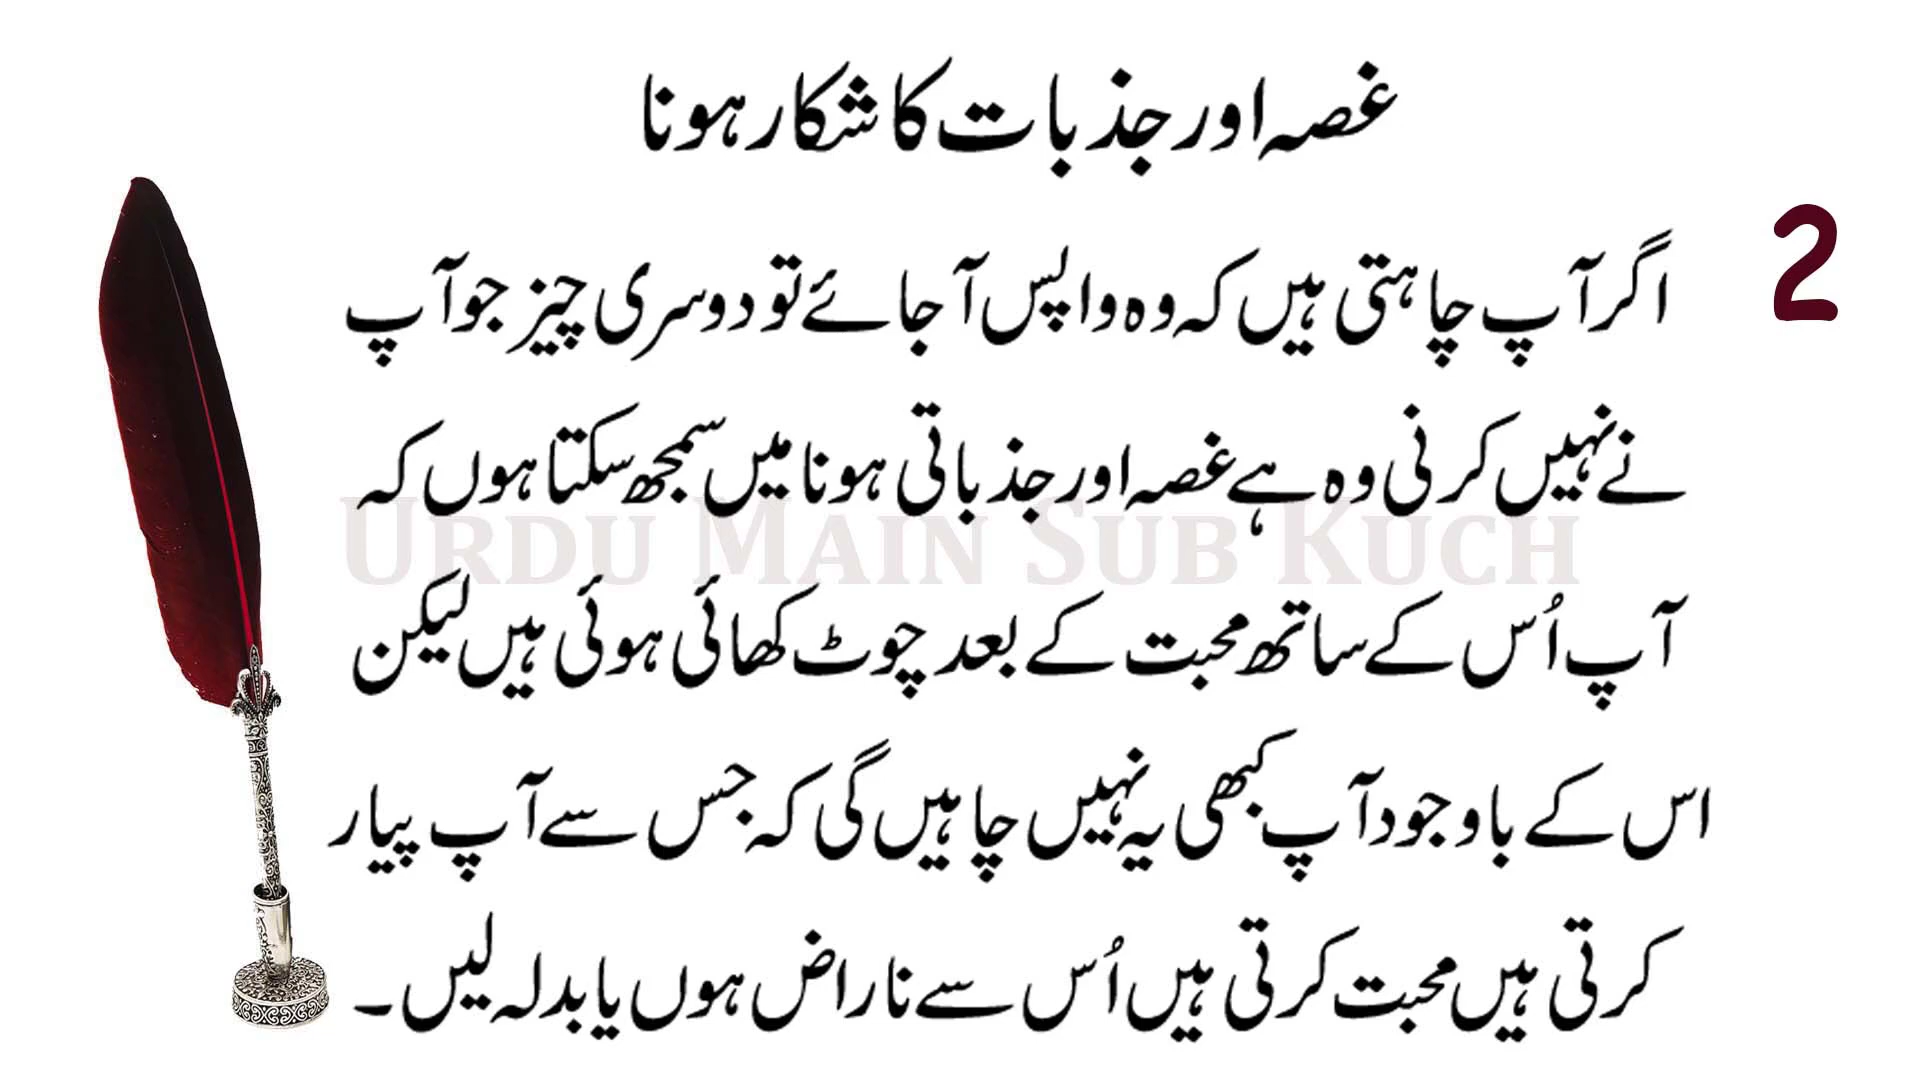 غصہ اور جذبات کا شکار ہونا
2
اگر آپ چاہتی ہیں کہ وہ واپس آ جائے تو دوسری چیز جو آپ
نے نہیں کرنی وہ ہے غصہ اور جذباتی ہونا میں سمجھ سکتا ہوں کہ
URDU MAIN SUB KUCH
آپ اُس کے ساتھ محبت کے بعد چوٹ کھائی ہوئی ہیں لیکن
اس کے باوجود آپ کبھی یہ نہیں چاہیں گی کہ جس سے آپ پیار
کرتی ہیں محبت کرتی ہیں اُس سے ناراض ہوں یا بدلہ لیں۔